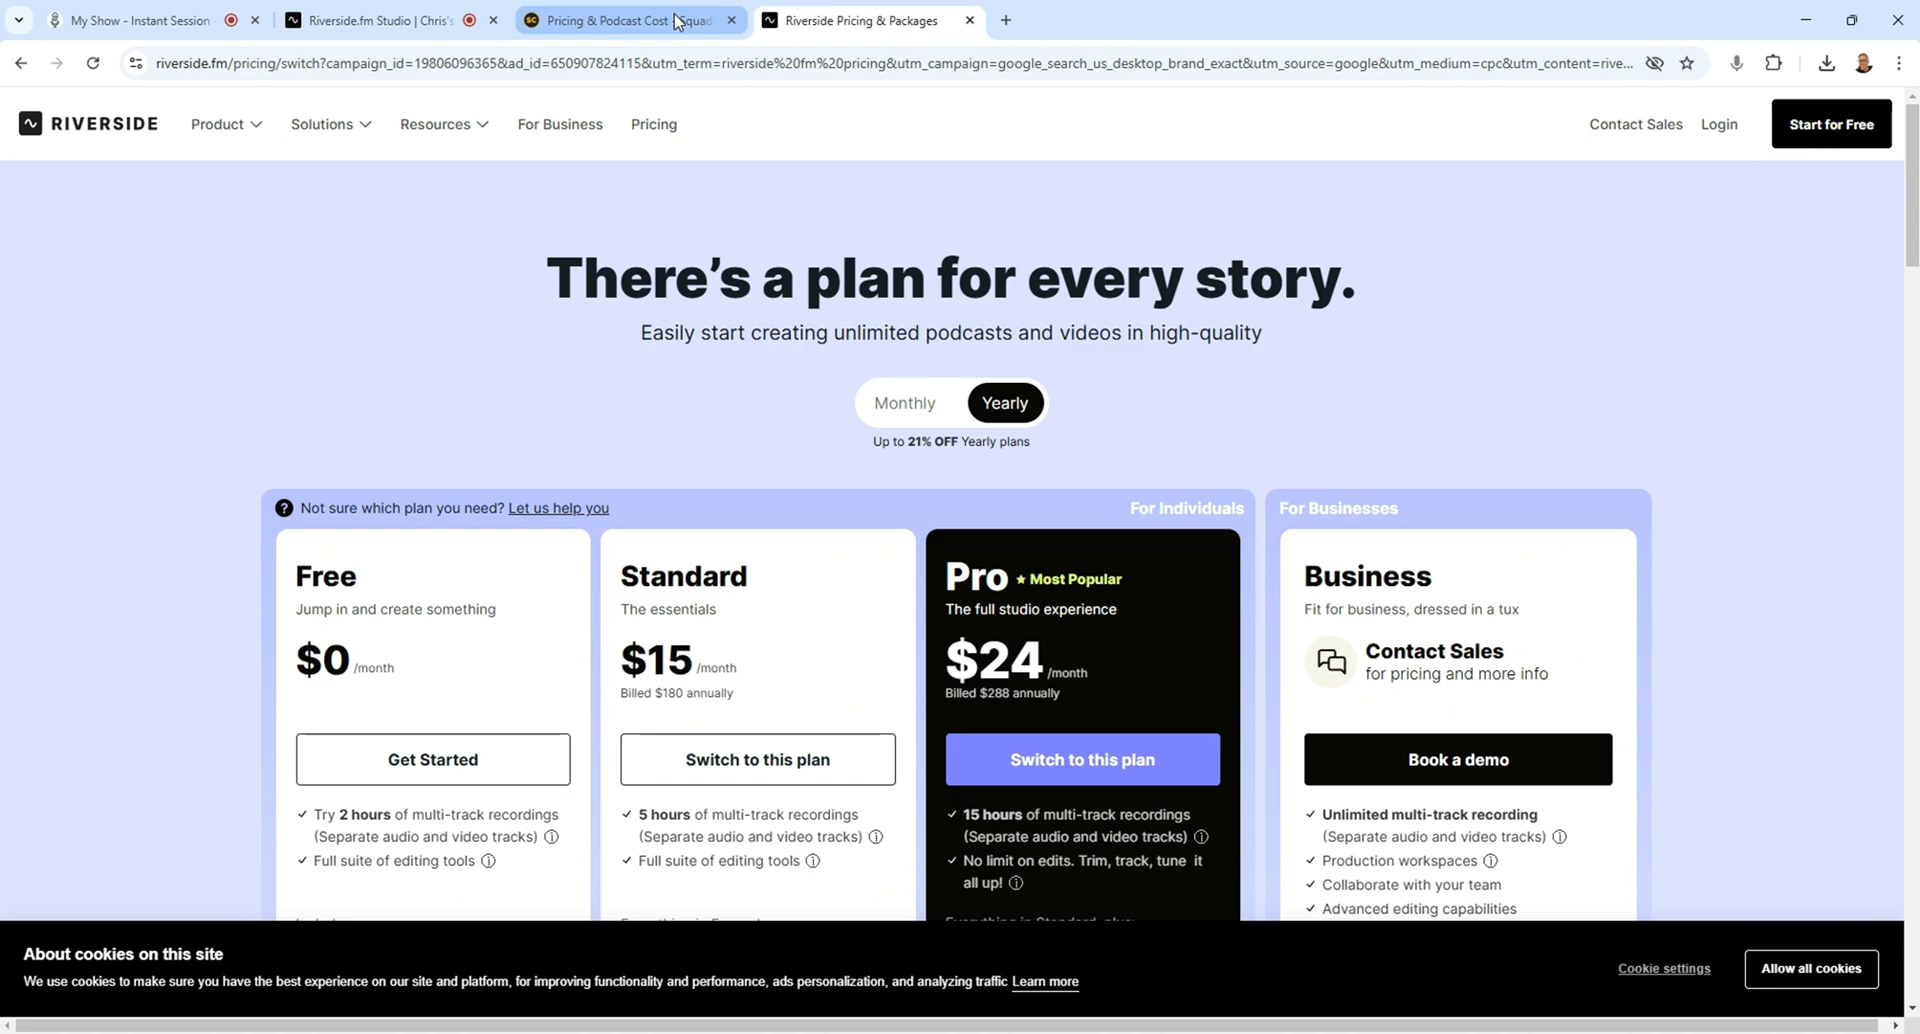 My Show - Instant Session
Riverside.fm Studio | Chris's
Pricing & Podcast Cost - Squad
Riverside Pricing & Packages
riverside.fm/pricing/switch?campaign_id=19806096365&ad_id=650907824115&utm_term=riverside%20fm%20pricing&utm_campaign=google_search_us_desktop_brand_exact&utm_source=google&utm_medium=cpc&utm_content=rive...
RIVERSIDE
Product
Solutions
Resources
For Business
Pricing
Contact Sales
Login
Start for Free
There's a plan for every story.
Easily start creating unlimited podcasts and videos in high-quality
Monthly
Yearly
Up to 21% OFF Yearly plans
? Not sure which plan you need? Let us help you
For Individuals
For Businesses
Free
Jump in and create something
$0 /month
Get Started
✓ Try 2 hours of multi-track recordings
(Separate audio and video tracks)
✓ Full suite of editing tools
Standard
The essentials
$15 /month
Billed $180 annually
Switch to this plan
✓ 5 hours of multi-track recordings
(Separate audio and video tracks)
✓ Full suite of editing tools
Pro ★ Most Popular
The full studio experience
$24 /month
Billed $288 annually
Switch to this plan
✓ 15 hours of multi-track recordings
(Separate audio and video tracks)
✓ No limit on edits. Trim, track, tune it
all up!
Business
Fit for business, dressed in a tux
Contact Sales
for pricing and more info
Book a demo
✓ Unlimited multi-track recording
(Separate audio and video tracks)
✓ Production workspaces
✓ Collaborate with your team
✓ Advanced editing capabilities
About cookies on this site
We use cookies to make sure you have the best experience on our site and platform, for improving functionality and performance, ads personalization, and analyzing traffic Learn more
Cookie settings
Allow all cookies